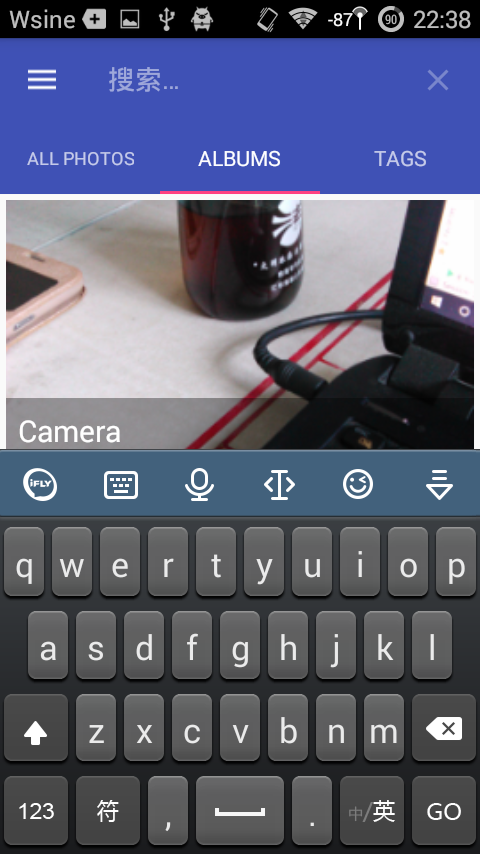 Wsine -87 90 22:38
搜索...
ALL PHOTOS ALBUMS TAGS
Camera
iFLY
q w e r t y u i o p
a s d f g h j k l
z x c v b n m
123 符 , . 中/英 GO